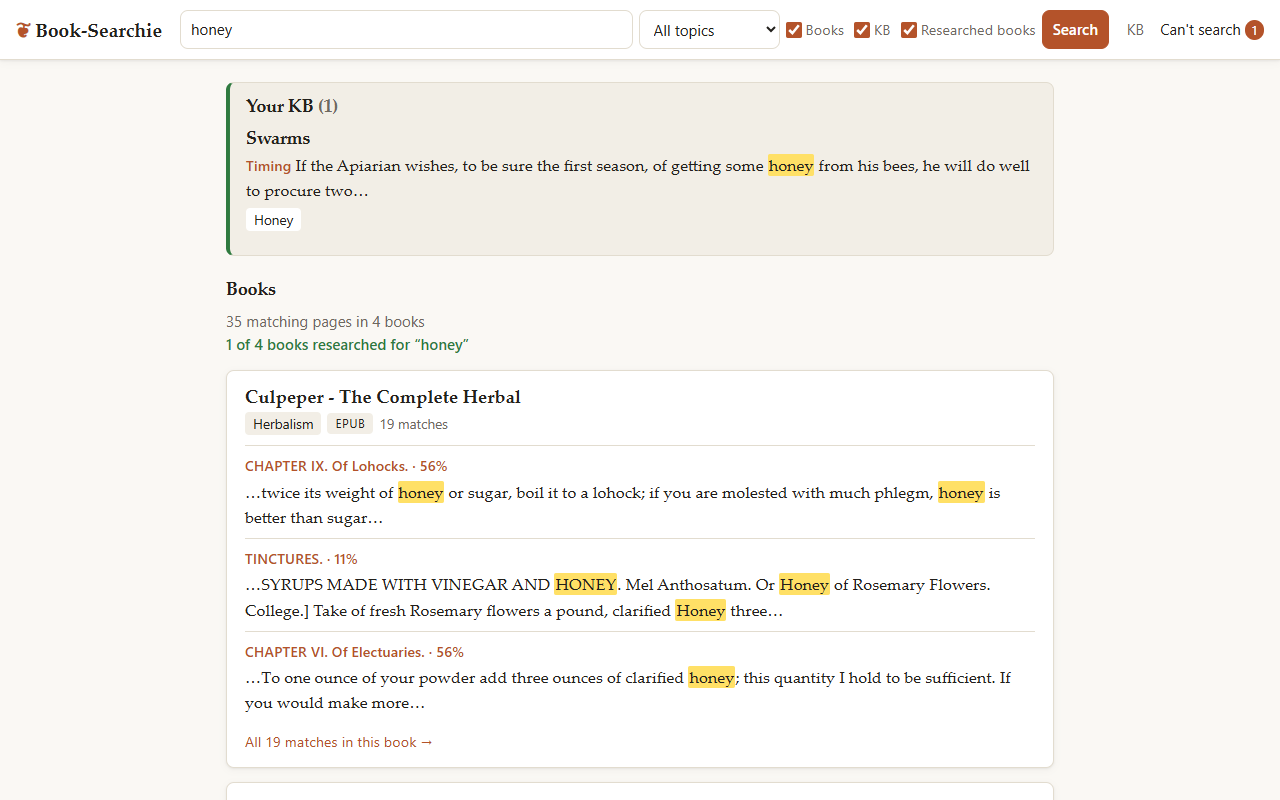 ❦ Book-Searchie honey All topics Books KB Researched books Search KB Can't search 1
Your KB (1)
Swarms
Timing If the Apiarian wishes, to be sure the first season, of getting some honey from his bees, he will do well
to procure two…
Honey
Books
35 matching pages in 4 books
1 of 4 books researched for “honey”
Culpeper - The Complete Herbal
Herbalism EPUB 19 matches
CHAPTER IX. Of Lohocks. · 56%
…twice its weight of honey or sugar, boil it to a lohock; if you are molested with much phlegm, honey is
better than sugar…
TINCTURES. · 11%
…SYRUPS MADE WITH VINEGAR AND HONEY. Mel Anthosatum. Or Honey of Rosemary Flowers.
College.] Take of fresh Rosemary flowers a pound, clarified Honey three…
CHAPTER VI. Of Electuaries. · 56%
…To one ounce of your powder add three ounces of clarified honey; this quantity I hold to be sufficient. If
you would make more…
All 19 matches in this book →